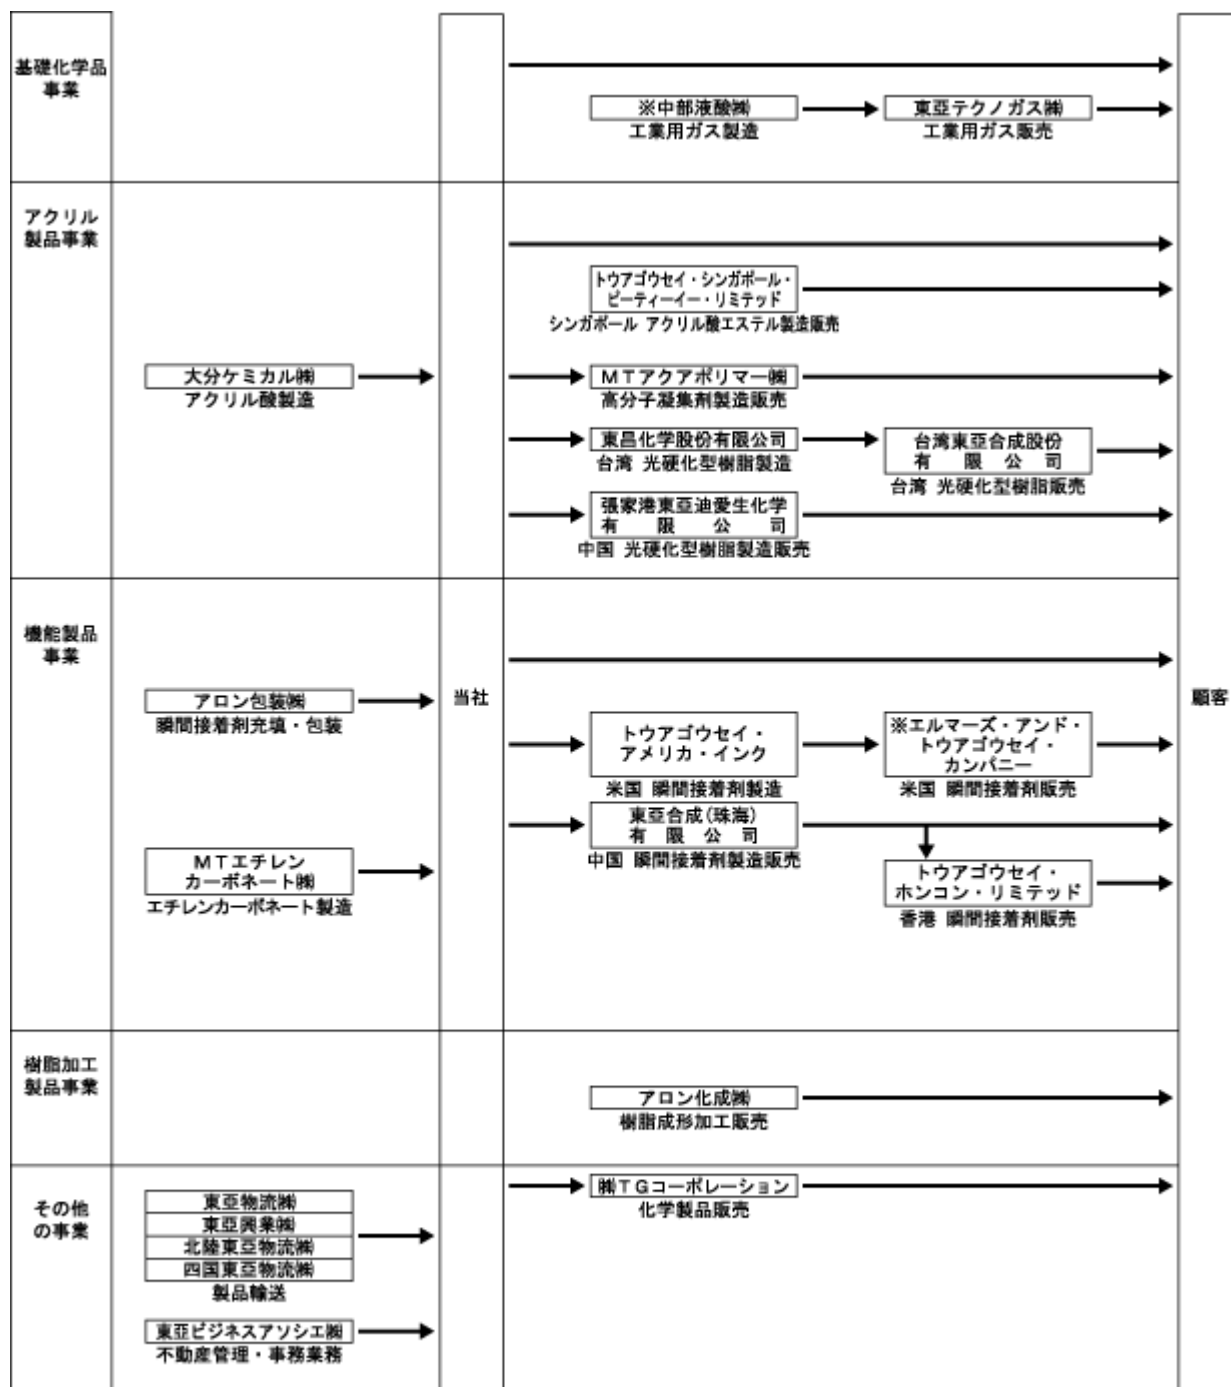 基礎化学品
事業
※中部液酸㈱
工業用ガス製造
東亞テクノガス㈱
工業用ガス販売
アクリル
製品事業
トウアゴウセイ・シンガポール・
ピーティーイー・リミテッド
シンガポール アクリル酸エステル製造販売
大分ケミカル㈱
アクリル酸製造
MTアクアポリマー㈱
高分子凝集剤製造販売
東昌化学股份有限公司
台湾 光硬化型樹脂製造
台湾東亞合成股份
有限公司
台湾 光硬化型樹脂販売
張家港東亞迪愛生化学
有限公司
中国 光硬化型樹脂製造販売
機能製品
事業
アロン包装㈱
瞬間接着剤充填・包装
当社
顧客
トウアゴウセイ・
アメリカ・インク
米国 瞬間接着剤製造
※エルマーズ・アンド・
トウアゴウセイ・
カンパニー
米国 瞬間接着剤販売
東亞合成(珠海)
有限公司
中国 瞬間接着剤製造販売
MTエチレン
カーボネート㈱
エチレンカーボネート製造
トウアゴウセイ・
ホンコン・リミテッド
香港 瞬間接着剤販売
樹脂加工
製品事業
アロン化成㈱
樹脂成形加工販売
その他
の事業
東亞物流㈱
東亞興業㈱
北陸東亞物流㈱
四国東亞物流㈱
製品輸送
㈱TGコーポレーション
化学製品販売
東亞ビジネスアソシエ㈱
不動産管理・事務業務